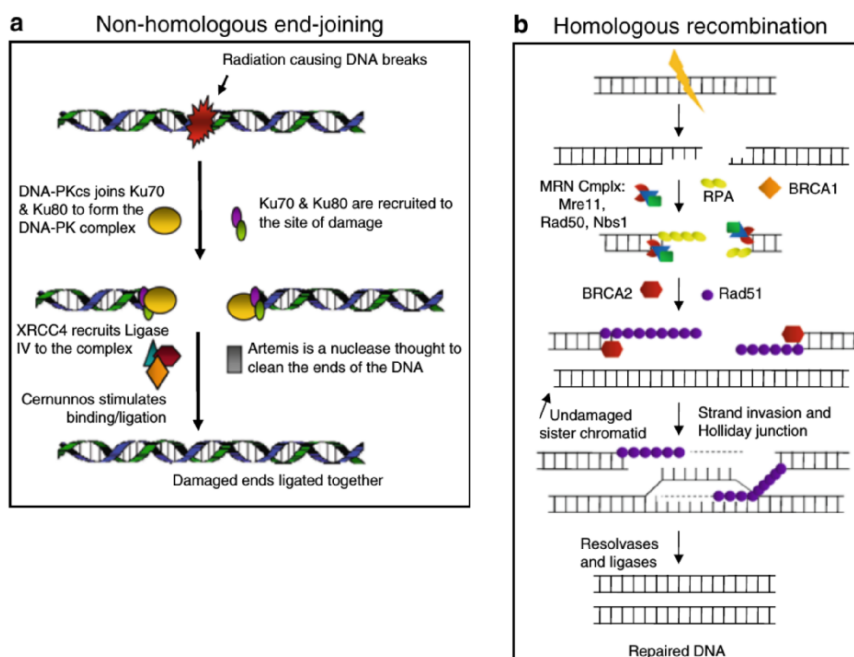 a
Non-homologous end-joining
Radiation causing DNA breaks
DNA-PKcs joins Ku70
& Ku80 to form the
DNA-PK complex
Ku70 & Ku80 are recruited to
the site of damage
XRCC4 recruits Ligase
IV to the complex
Artemis is a nuclease thought to
clean the ends of the DNA
Cernunnos stimulates
binding/ligation
Damaged ends ligated together
b
Homologous recombination
MRN Cmplx:
Mre11,
Rad50, Nbs1
RPA
BRCA1
BRCA2
Rad51
Undamaged
sister chromatid
Strand invasion and
Holliday junction
Resolvases
and ligases
Repaired DNA